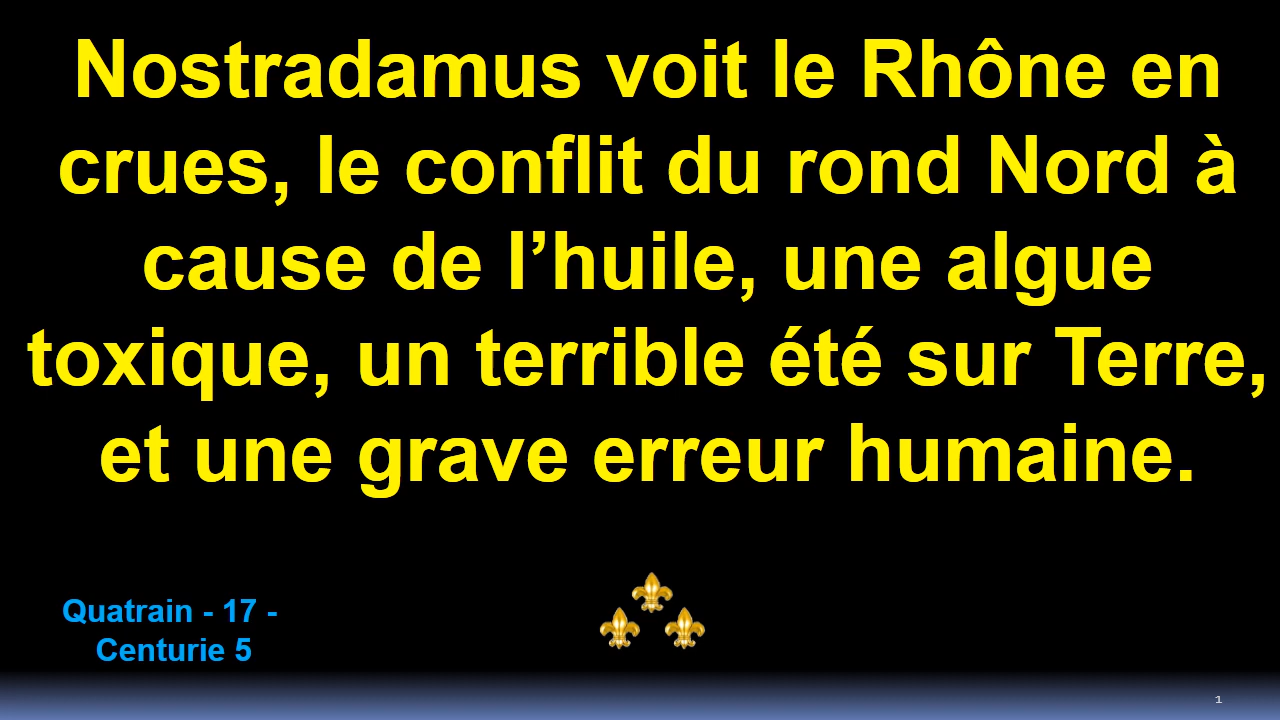 Nostradamus voit le Rhône en
crues, le conflit du rond Nord à
cause de l’huile, une algue
toxique, un terrible été sur Terre,
et une grave erreur humaine.
Quatrain - 17 -
Centurie 5
1